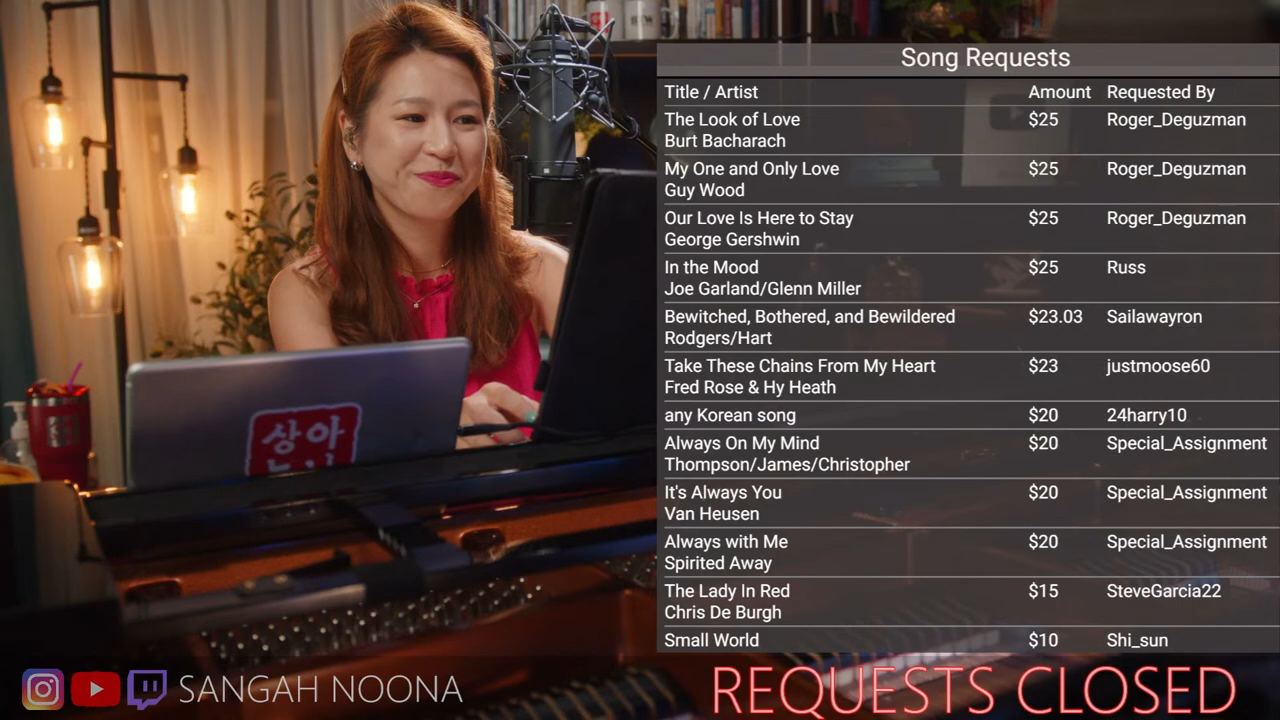 Song Requests
Title / Artist Amount Requested By
The Look of Love $25 Roger_Deguzman
Burt Bacharach
My One and Only Love $25 Roger_Deguzman
Guy Wood
Our Love Is Here to Stay $25 Roger_Deguzman
George Gershwin
In the Mood $25 Russ
Joe Garland/Glenn Miller
Bewitched, Bothered, and Bewildered $23.03 Sailawayron
Rodgers/Hart
Take These Chains From My Heart $23 justmoose60
Fred Rose & Hy Heath
any Korean song $20 24harry10
Always On My Mind $20 Special_Assignment
Thompson/James/Christopher
It's Always You $20 Special_Assignment
Van Heusen
Always with Me $20 Special_Assignment
Spirited Away
The Lady In Red $15 SteveGarcia22
Chris De Burgh
Small World $10 Shi_sun
상아
SANGAH NOONA
REQUESTS CLOSED